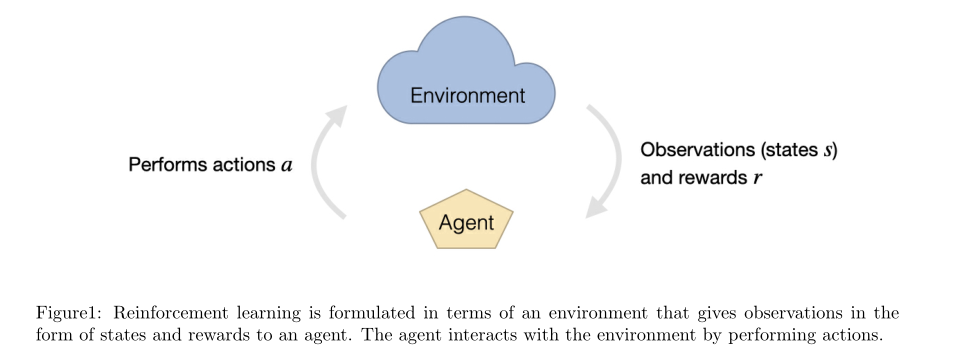 Environment
Performs actions a
Observations (states s)
and rewards r
Agent
Figure1: Reinforcement learning is formulated in terms of an environment that gives observations in the
form of states and rewards to an agent. The agent interacts with the environment by performing actions.